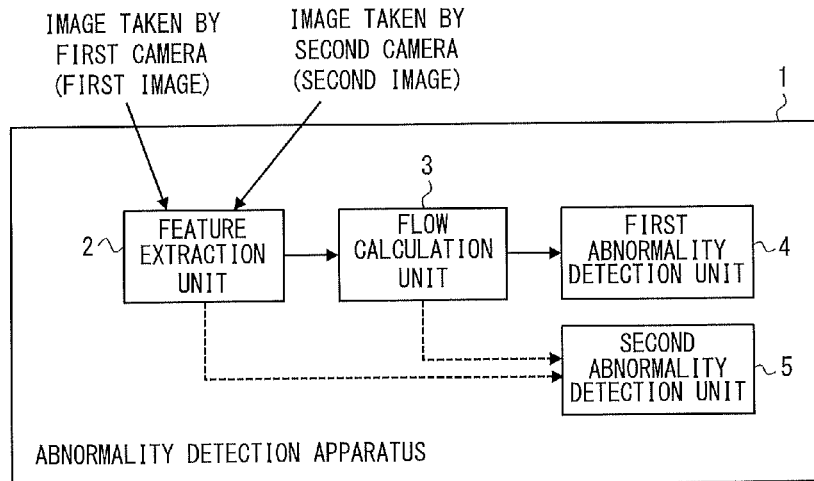 IMAGE TAKEN BY
FIRST CAMERA
(FIRST IMAGE)
IMAGE TAKEN BY
SECOND CAMERA
(SECOND IMAGE)
1
2
FEATURE
EXTRACTION
UNIT
3
FLOW
CALCULATION
UNIT
FIRST
ABNORMALITY
DETECTION UNIT
4
SECOND
ABNORMALITY
DETECTION UNIT
5
ABNORMALITY DETECTION APPARATUS